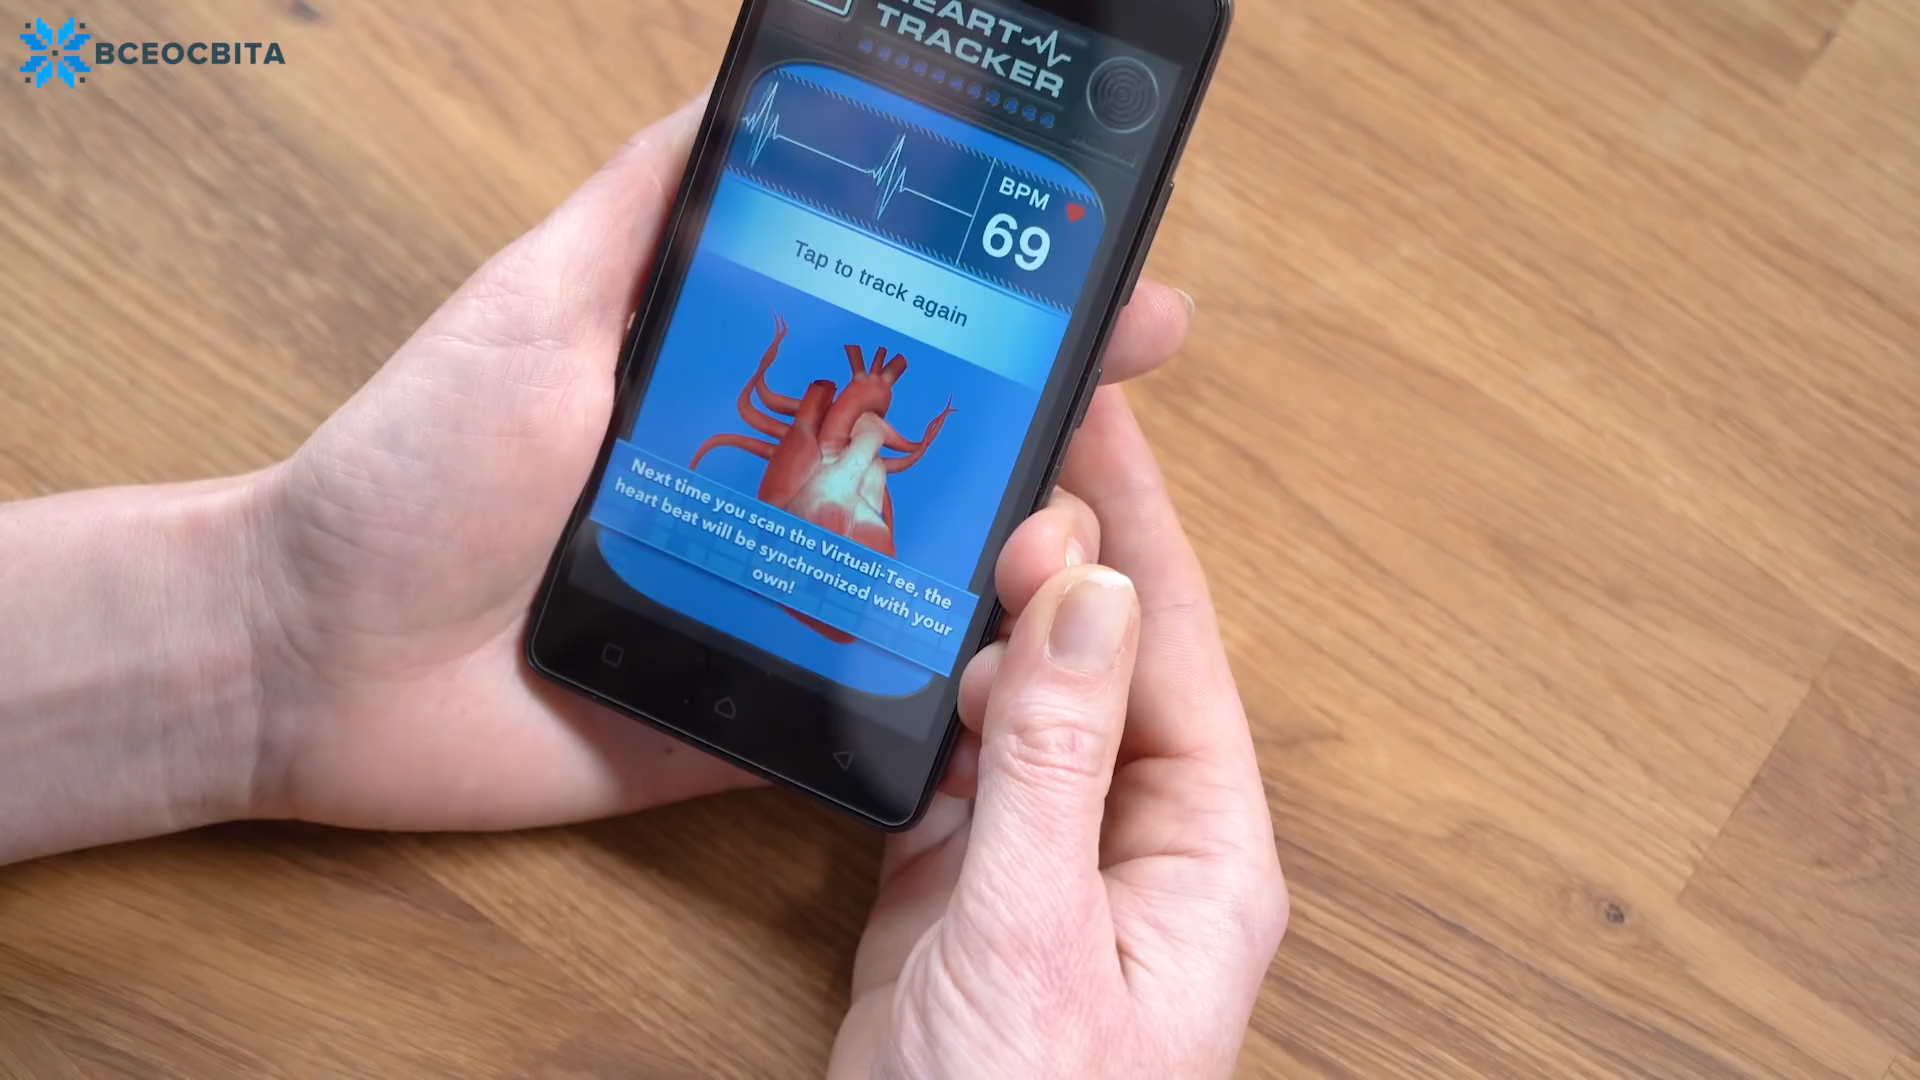 ВСЕОСВІТА
HEART
TRACKER
BPM
69
Tap to track again
Next time you scan the Virtuali-Tee, the
heart beat will be synchronized with your
own!